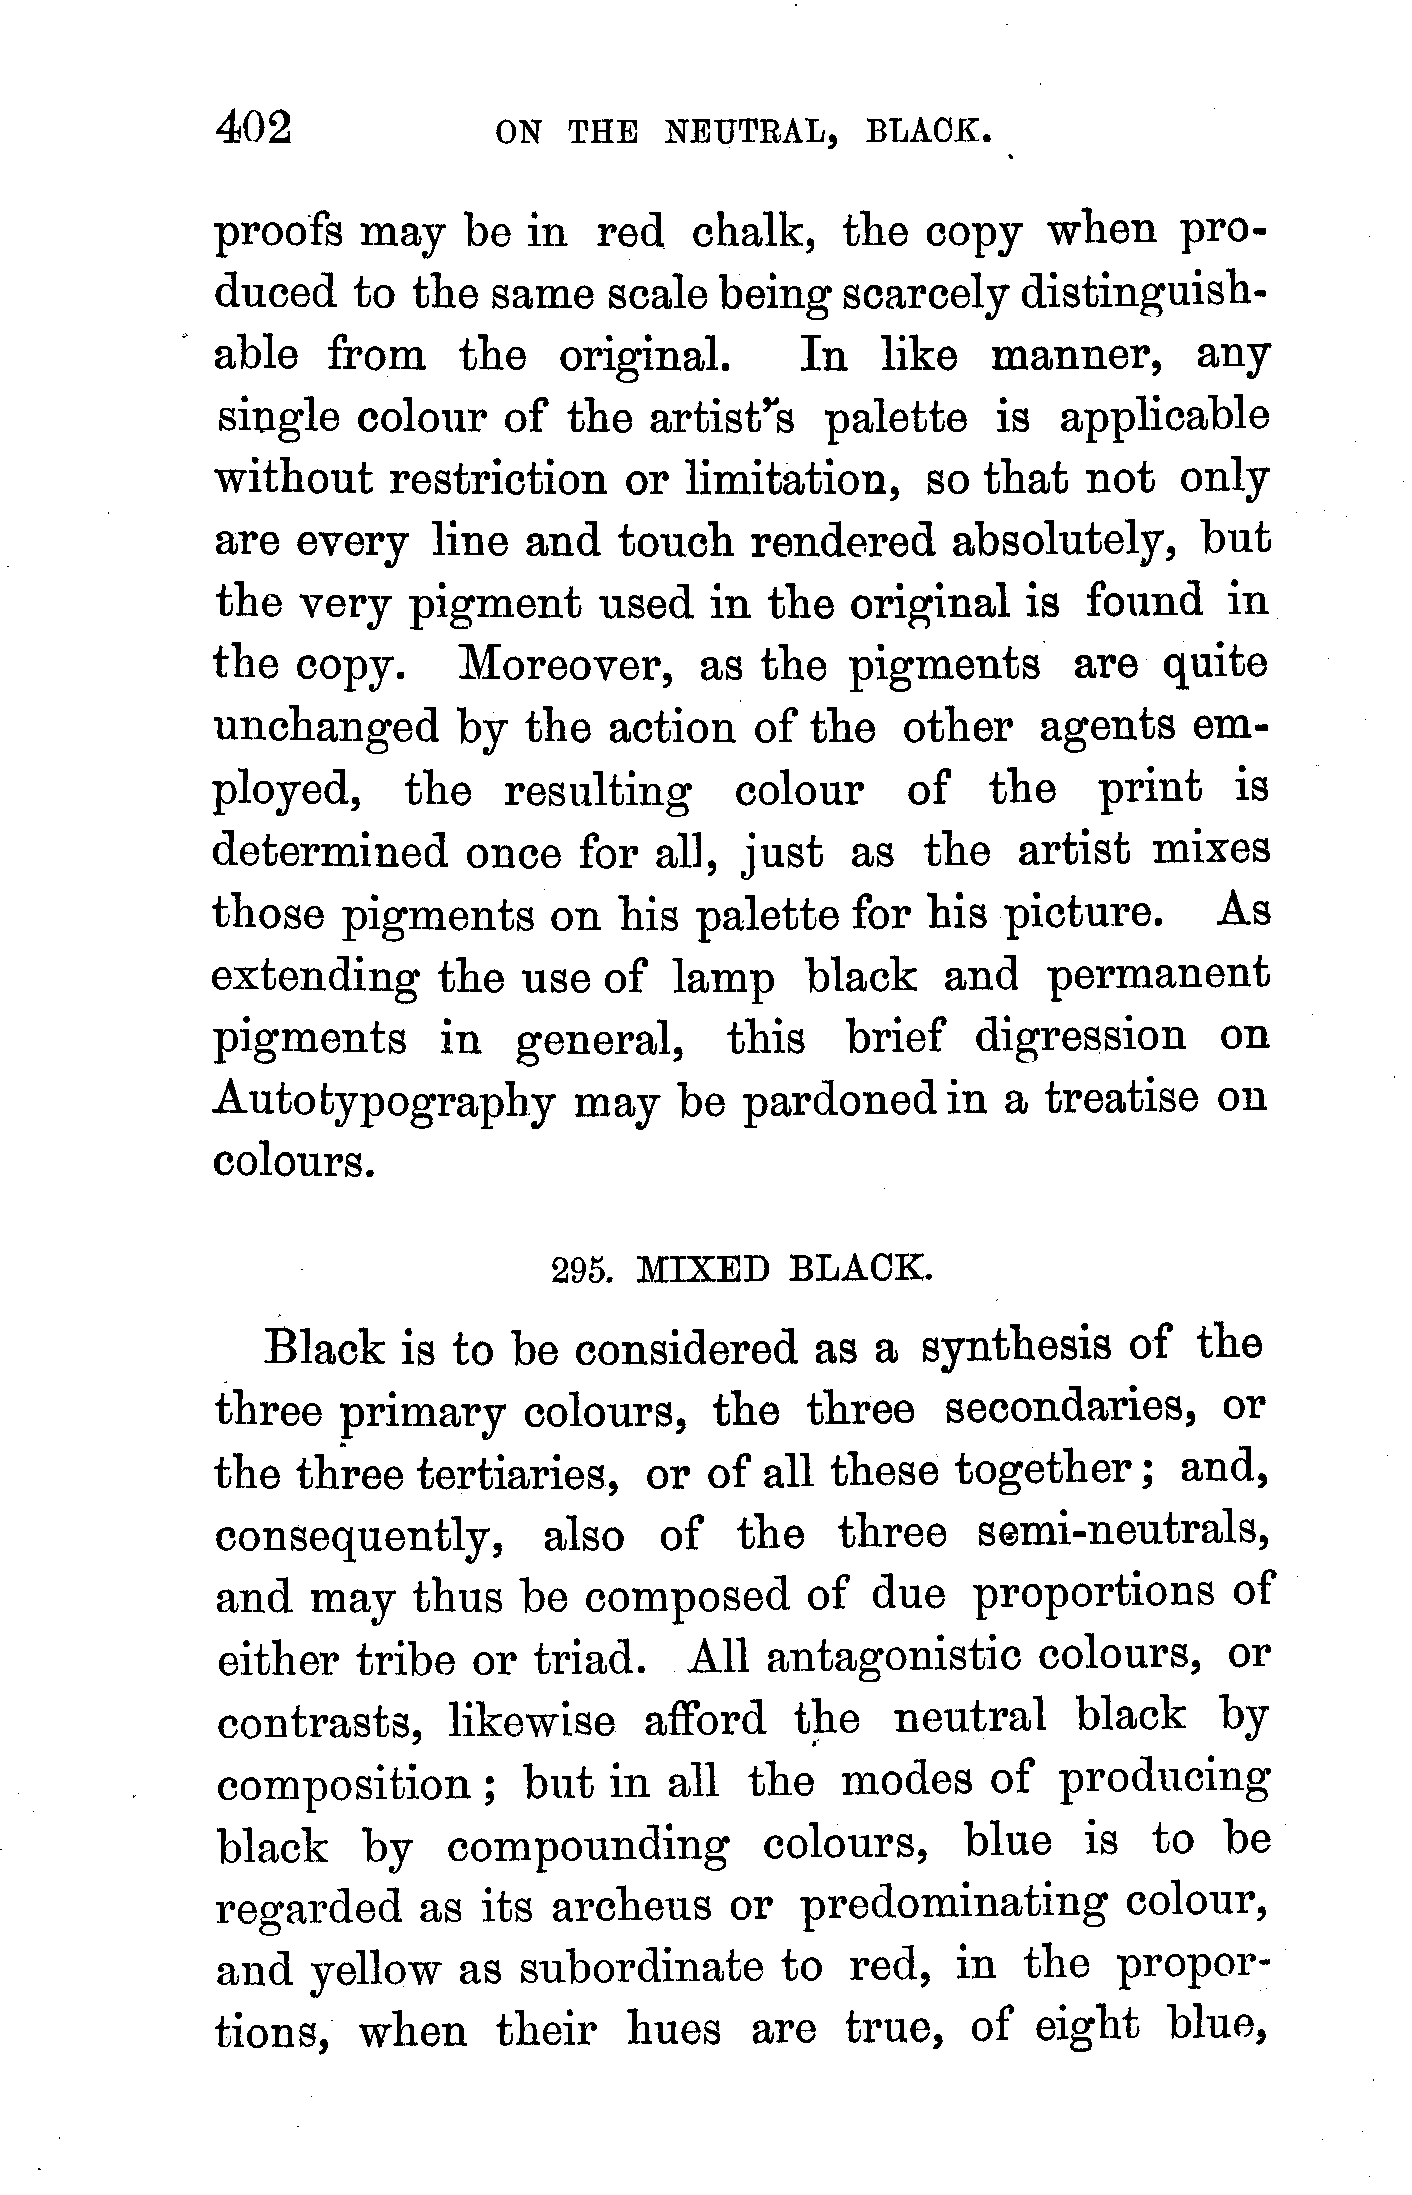 402 ON THE NEUTRAL, BLACK.
proofs may be in red chalk, the copy when pro-
duced to the same scale being scarcely distinguish-
able from the original. In like manner, any
single colour of the artist's palette is applicable
without restriction or limitation, so that not only
are every line and touch rendered absolutely, but
the very pigment used in the original is found in
the copy. Moreover, as the pigments are quite
unchanged by the action of the other agents em-
ployed, the resulting colour of the print is
determined once for all, just as the artist mixes
those pigments on his palette for his picture. As
extending the use of lamp black and permanent
pigments in general, this brief digression on
Autotypography may be pardoned in a treatise on
colours.
295. MIXED BLACK.
Black is to be considered as a synthesis of the
three primary colours, the three secondaries, or
the three tertiaries, or of all these together; and,
consequently, also of the three semi-neutrals,
and may thus be composed of due proportions of
either tribe or triad. All antagonistic colours, or
contrasts, likewise afford the neutral black by
composition; but in all the modes of producing
black by compounding colours, blue is to be
regarded as its archeus or predominating colour,
and yellow as subordinate to red, in the propor-
tions, when their hues are true, of eight blue,